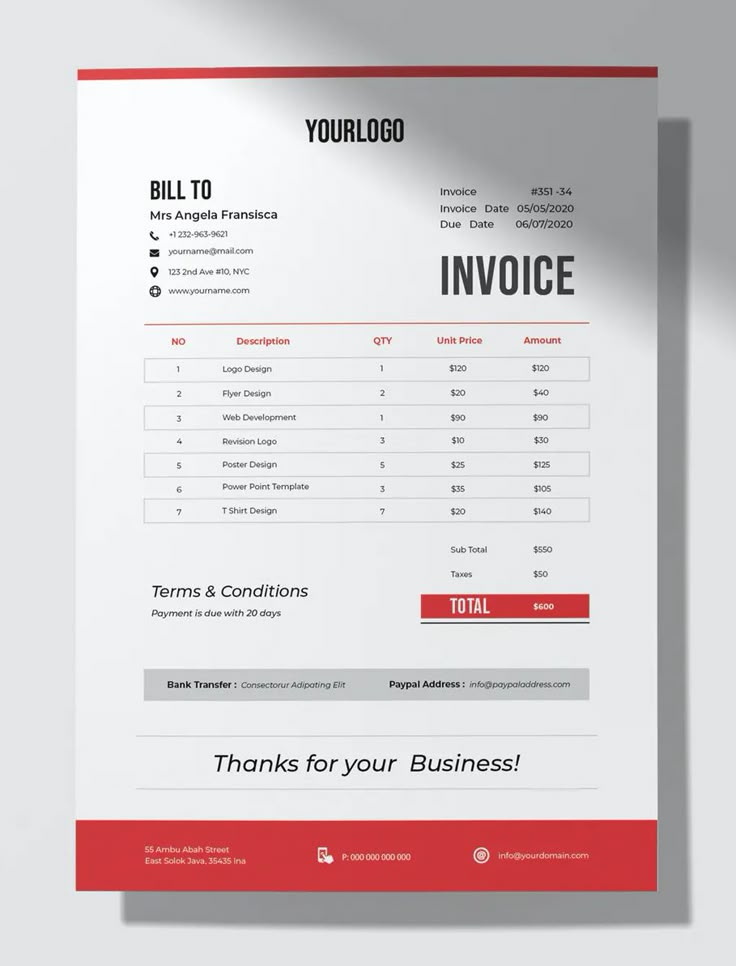 YOURLOGO
BILL TO
Mrs Angela Fransisca
+1 232-963-9621
yourname@mail.com
123 2nd Ave #10, NYC
www.yourname.com
Invoice #351 -34
Invoice Date 05/05/2020
Due Date 06/07/2020
INVOICE
NO Description QTY Unit Price Amount
1 Logo Design 1 $120 $120
2 Flyer Design 2 $20 $40
3 Web Development 1 $90 $90
4 Revision Logo 3 $10 $30
5 Poster Design 5 $25 $125
6 Power Point Template 3 $35 $105
7 T Shirt Design 7 $20 $140
Sub Total $550
Taxes $50
TOTAL $600
Terms & Conditions
Payment is due with 20 days
Bank Transfer : Consectorur Adipating Elit Paypal Address : info@paypaladdress.com
Thanks for your Business!
55 Ambu Abah Street
East Solok Java, 35435 Ina
P: 000 000 000 000
info@yourdomain.com